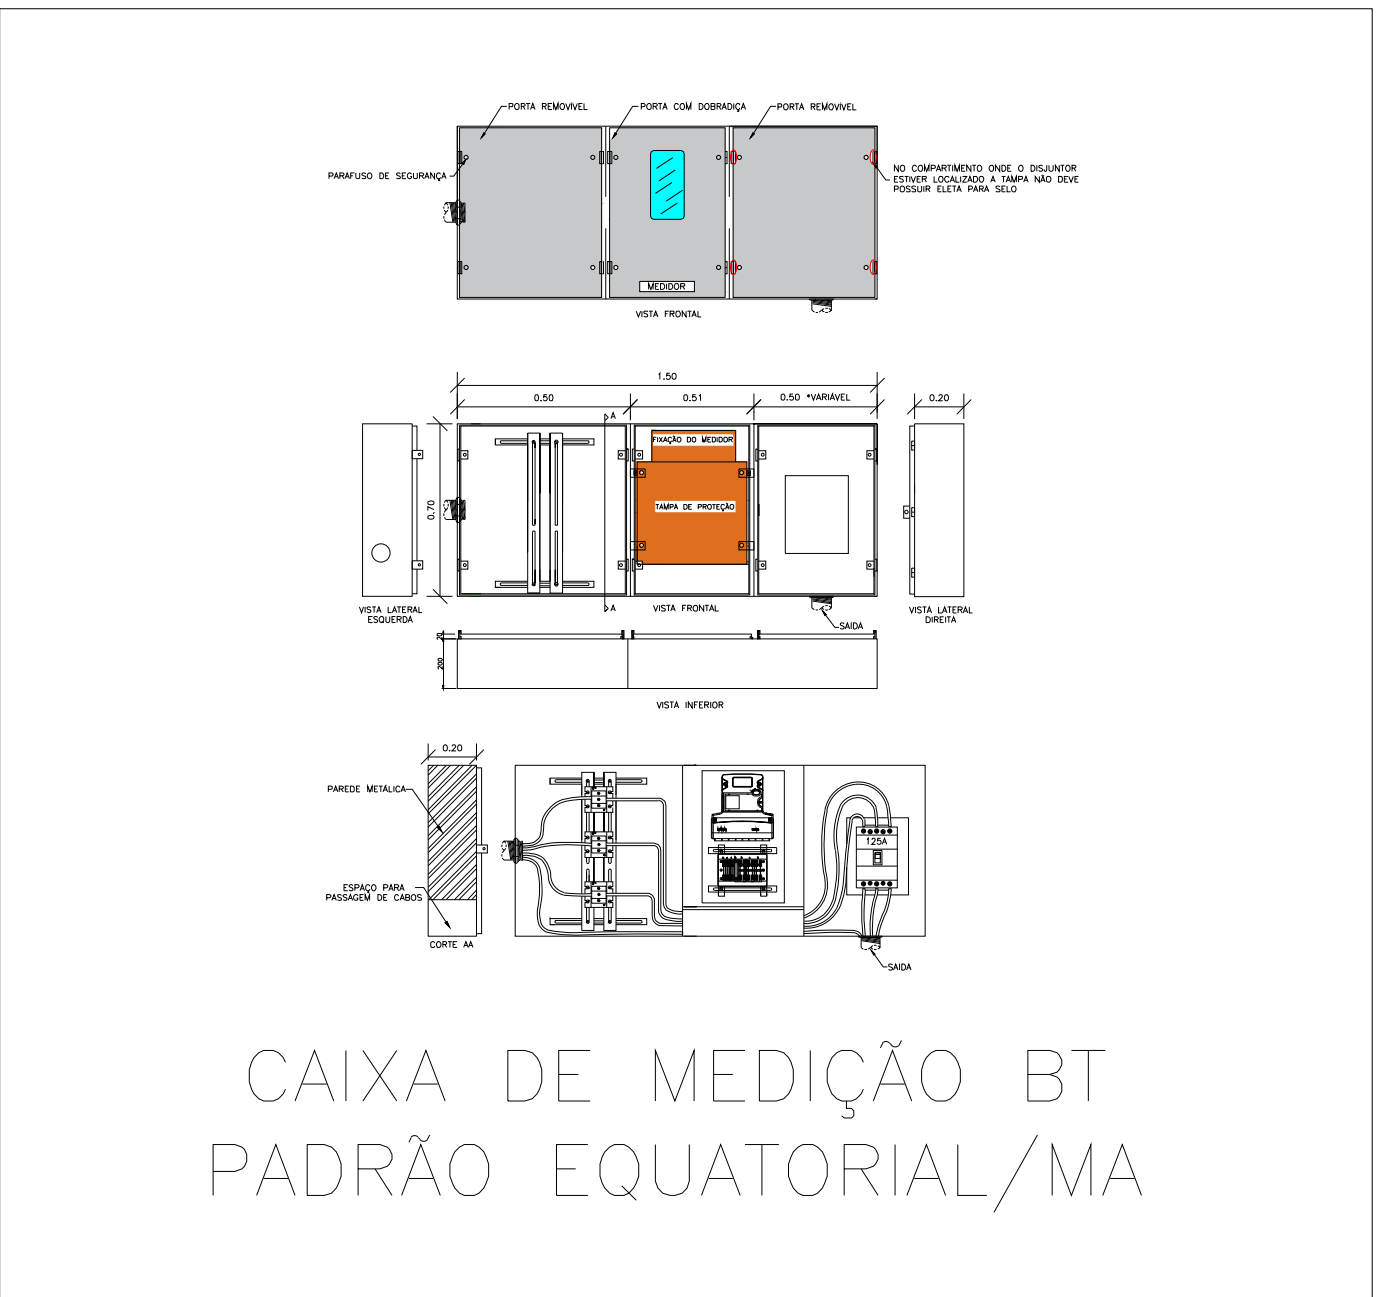 PORTA REMOVÍVEL
PORTA COM DOBRADIÇA
PORTA REMOVÍVEL
PARAFUSO DE SEGURANÇA
NO COMPARTIMENTO ONDE O DISJUNTOR
ESTIVER LOCALIZADO A TAMPA NÃO DEVE
POSSUIR ELETA PARA SELO
MEDIDOR
VISTA FRONTAL
1.50
0.50
0.51
0.50 *VARIÁVEL
0.20
A
FIXAÇÃO DO MEDIDOR
TAMPA DE PROTEÇÃO
0.70
A
VISTA LATERAL
ESQUERDA
VISTA FRONTAL
VISTA LATERAL
DIREITA
SAIDA
20
200
VISTA INFERIOR
0.20
PAREDE METÁLICA
125A
ESPAÇO PARA
PASSAGEM DE CABOS
CORTE AA
SAIDA
CAIXA DE MEDIÇÃO BT
PADRÃO EQUATORIAL/MA